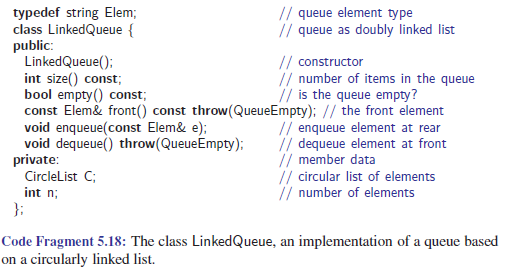 typedef string Elem; // queue element type
class LinkedQueue { // queue as doubly linked list
public:
LinkedQueue(); // constructor
int size() const; // number of items in the queue
bool empty() const; // is the queue empty?
const Elem& front() const throw(QueueEmpty); // the front element
void enqueue(const Elem& e); // enqueue element at rear
void dequeue() throw(QueueEmpty); // dequeue element at front
private: // member data
CircleList C; // circular list of elements
int n; // number of elements
};
Code Fragment 5.18: The class LinkedQueue, an implementation of a queue based
on a circularly linked list.